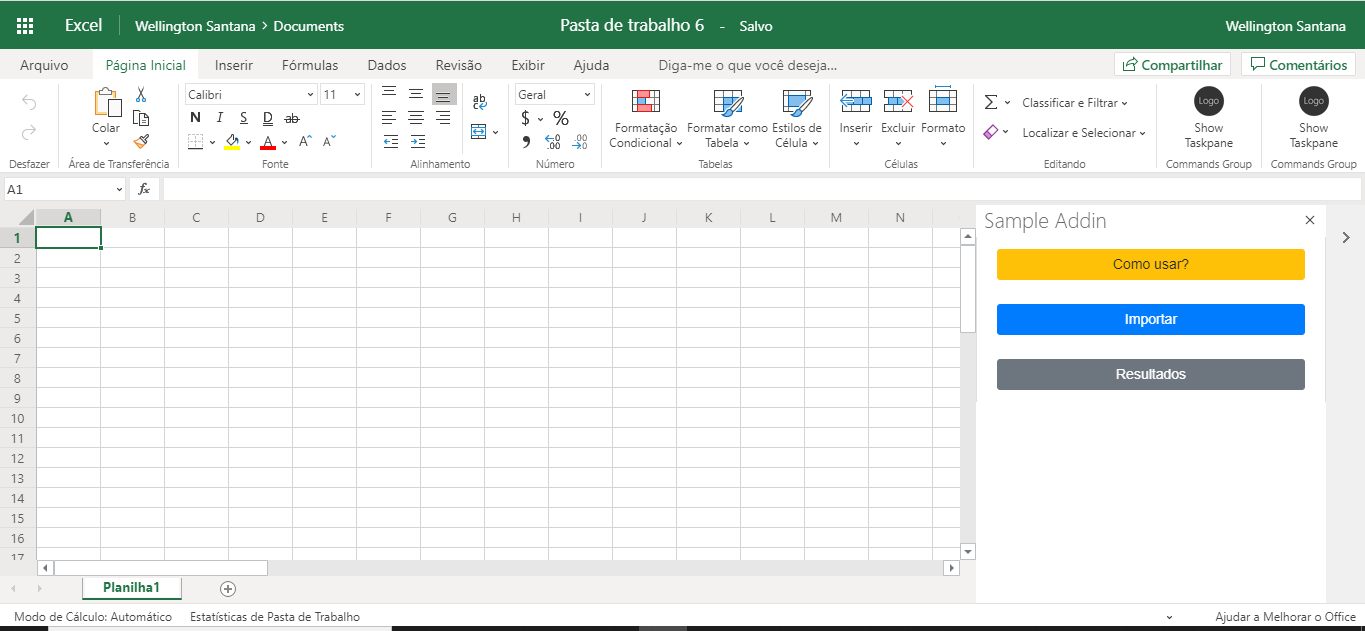 Excel Wellington Santana > Documents Pasta de trabalho 6 - Salvo Wellington Santana
Arquivo Página Inicial Inserir Fórmulas Dados Revisão Exibir Ajuda Diga-me o que você deseja... Compartilhar Comentários
Calibri 11 Geral
N I S D ab
ab
c
$ %
A A A
,
←0 .00
.00 →0
Colar
Formatação Condicional
Formatar como Tabela
Estilos de Célula
Inserir Excluir Formato
Σ Classificar e Filtrar
Localizar e Selecionar
Logo
Show Taskpane
Logo
Show Taskpane
Desfazer Área de Transferência Fonte Alinhamento Número Tabelas Células Editando Commands Group Commands Group
A1 fx
A B C D E F G H I J K L M N
1
2
3
4
5
6
7
8
9
10
11
12
13
14
15
16
17
Sample Addin
Como usar?
Importar
Resultados
Planilha1
Modo de Cálculo: Automático Estatísticas de Pasta de Trabalho Ajudar a Melhorar o Office